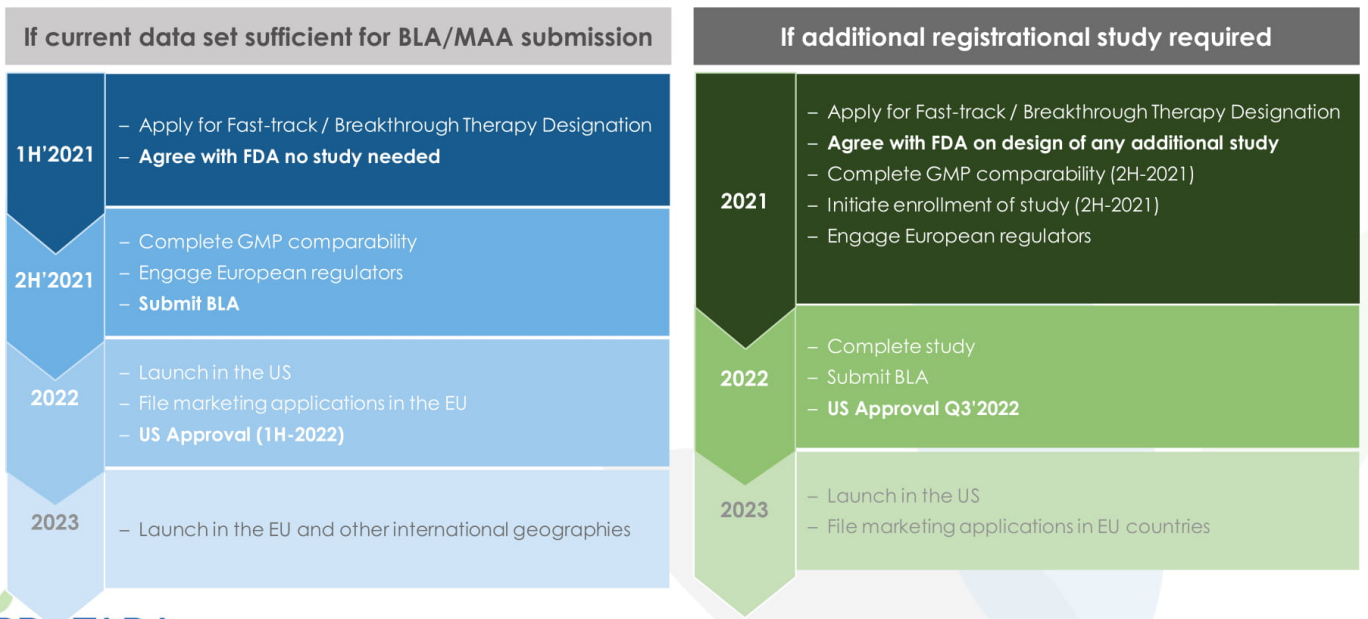 If current data set sufficient for BLA/MAA submission
1H'2021
– Apply for Fast-track / Breakthrough Therapy Designation
– Agree with FDA no study needed
2H'2021
– Complete GMP comparability
– Engage European regulators
– Submit BLA
2022
– Launch in the US
– File marketing applications in the EU
– US Approval (1H-2022)
2023
– Launch in the EU and other international geographies
If additional registrational study required
2021
– Apply for Fast-track / Breakthrough Therapy Designation
– Agree with FDA on design of any additional study
– Complete GMP comparability (2H-2021)
– Initiate enrollment of study (2H-2021)
– Engage European regulators
2022
– Complete study
– Submit BLA
– US Approval Q3'2022
2023
– Launch in the US
– File marketing applications in EU countries